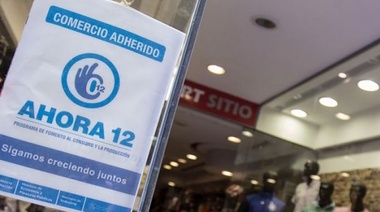 COMERCIO ADHERIDO
12
AHORA 12
PROGRAMA DE FOMENTO AL CONSUMO Y LA PRODUCCIÓN
Sigamos creciendo juntos
RT SITIO